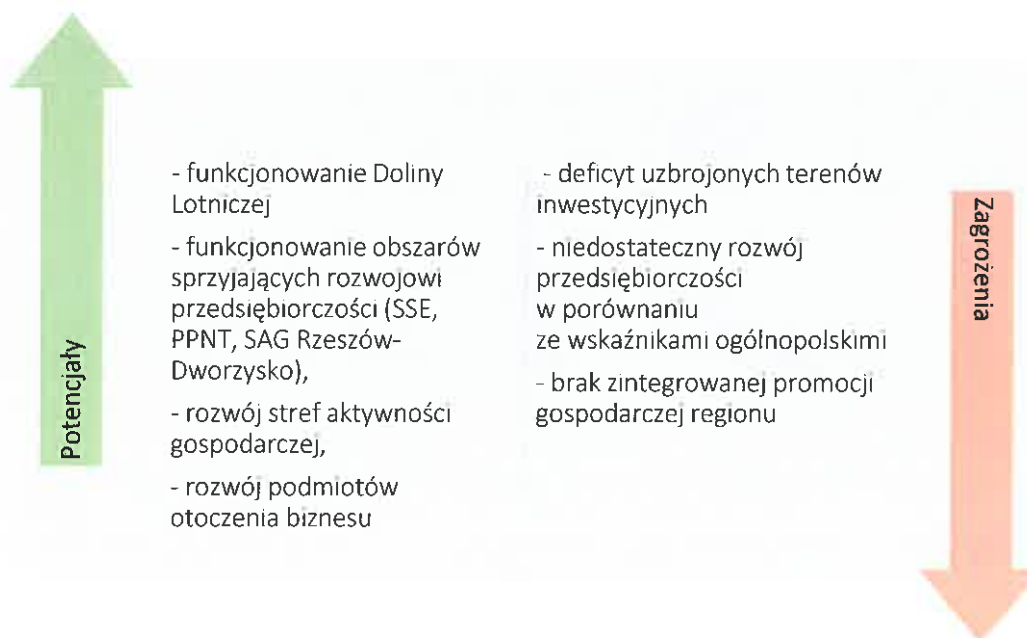 Potencjały
- funkcjonowanie Doliny
Lotniczej
- funkcjonowanie obszarów
sprzyjających rozwojowi
przedsiębiorczości (SSE,
PPNT, SAG Rzeszów-
Dworzysko),
- rozwój stref aktywności
gospodarczej,
- rozwój podmiotów
otoczenia biznesu
- deficyt uzbrojonych terenów
inwestycyjnych
- niedostateczny rozwój
przedsiębiorczości
w porównaniu
ze wskaźnikami ogólnopolskimi
- brak zintegrowanej promocji
gospodarczej regionu
Zagrożenia